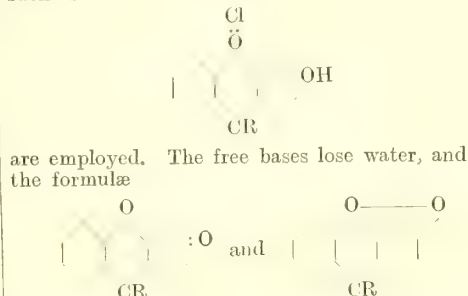 Cl
Ö
OH
CR
are employed. The free bases lose water, and
the formulæ
O O———O
:O and
CR CR